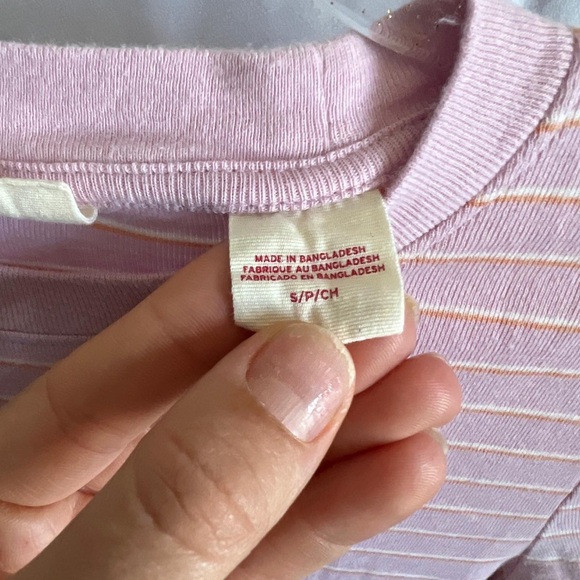 MADE IN BANGLADESH
FABRIQUE AU BANGLADESH
FABRICADO EN BANGLADESH
S/P/CH